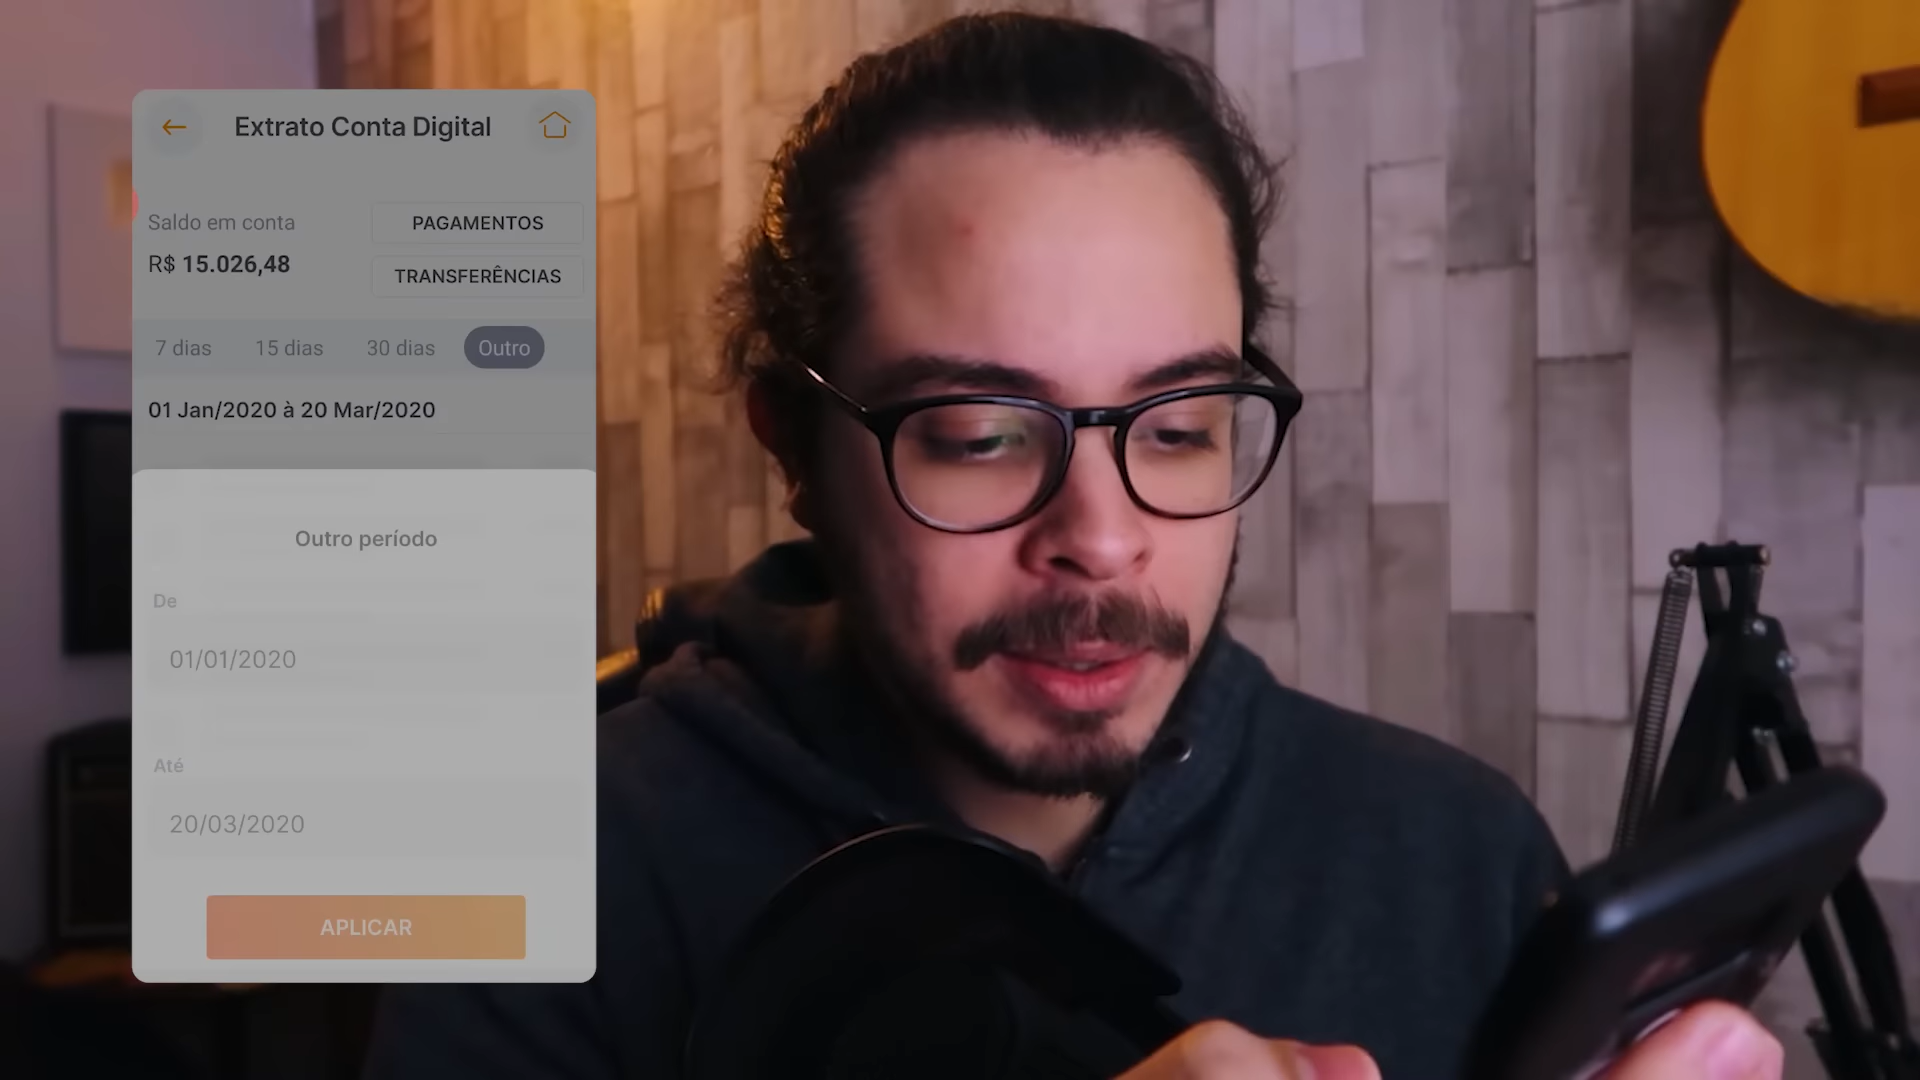 Extrato Conta Digital
Saldo em conta
R$ 15.026,48
PAGAMENTOS
TRANSFERÊNCIAS
7 dias 15 dias 30 dias Outro
01 Jan/2020 à 20 Mar/2020
Outro período
De
01/01/2020
Até
20/03/2020
APLICAR